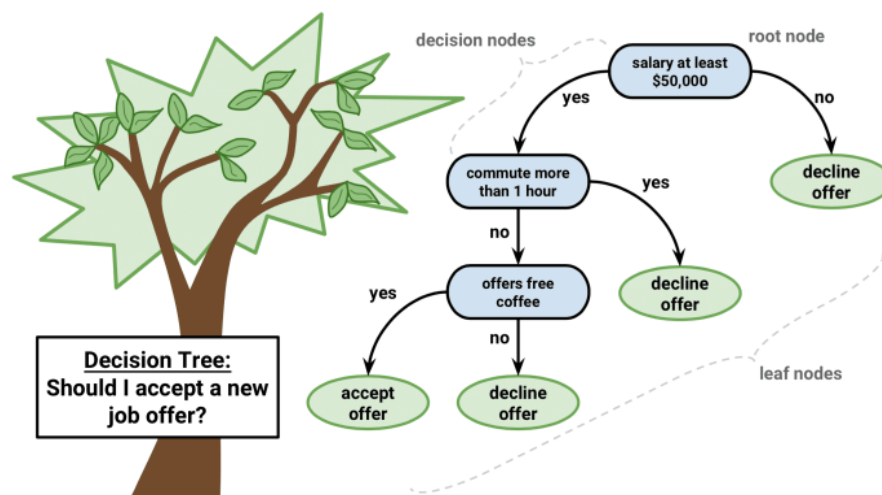 decision nodes
root node
salary at least
$50,000
yes
no
commute more
than 1 hour
decline
offer
yes
no
offers free
coffee
decline
offer
yes
no
Decision Tree:
Should I accept a new
job offer?
accept
offer
decline
offer
leaf nodes